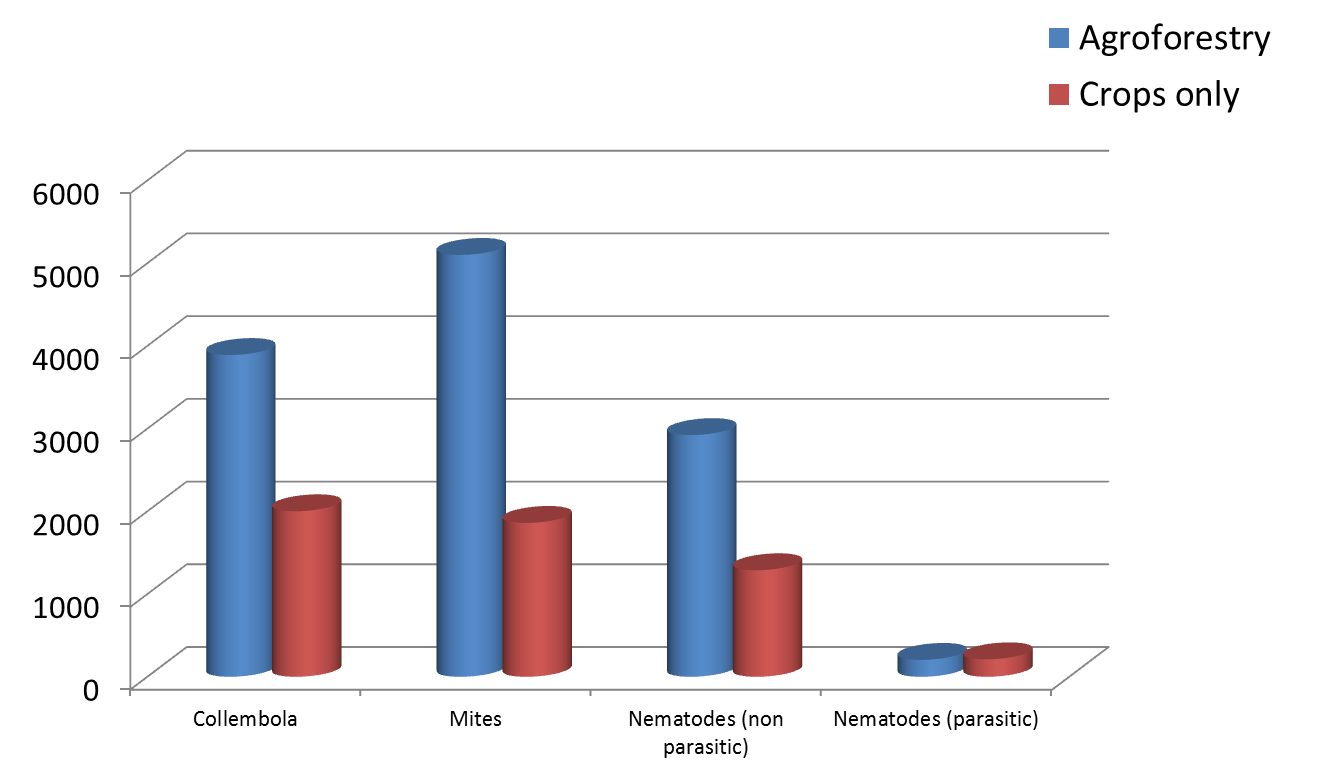 Agroforestry
Crops only
6000
5000
4000
3000
2000
1000
0
Collembola
Mites
Nematodes (non
parasitic)
Nematodes (parasitic)